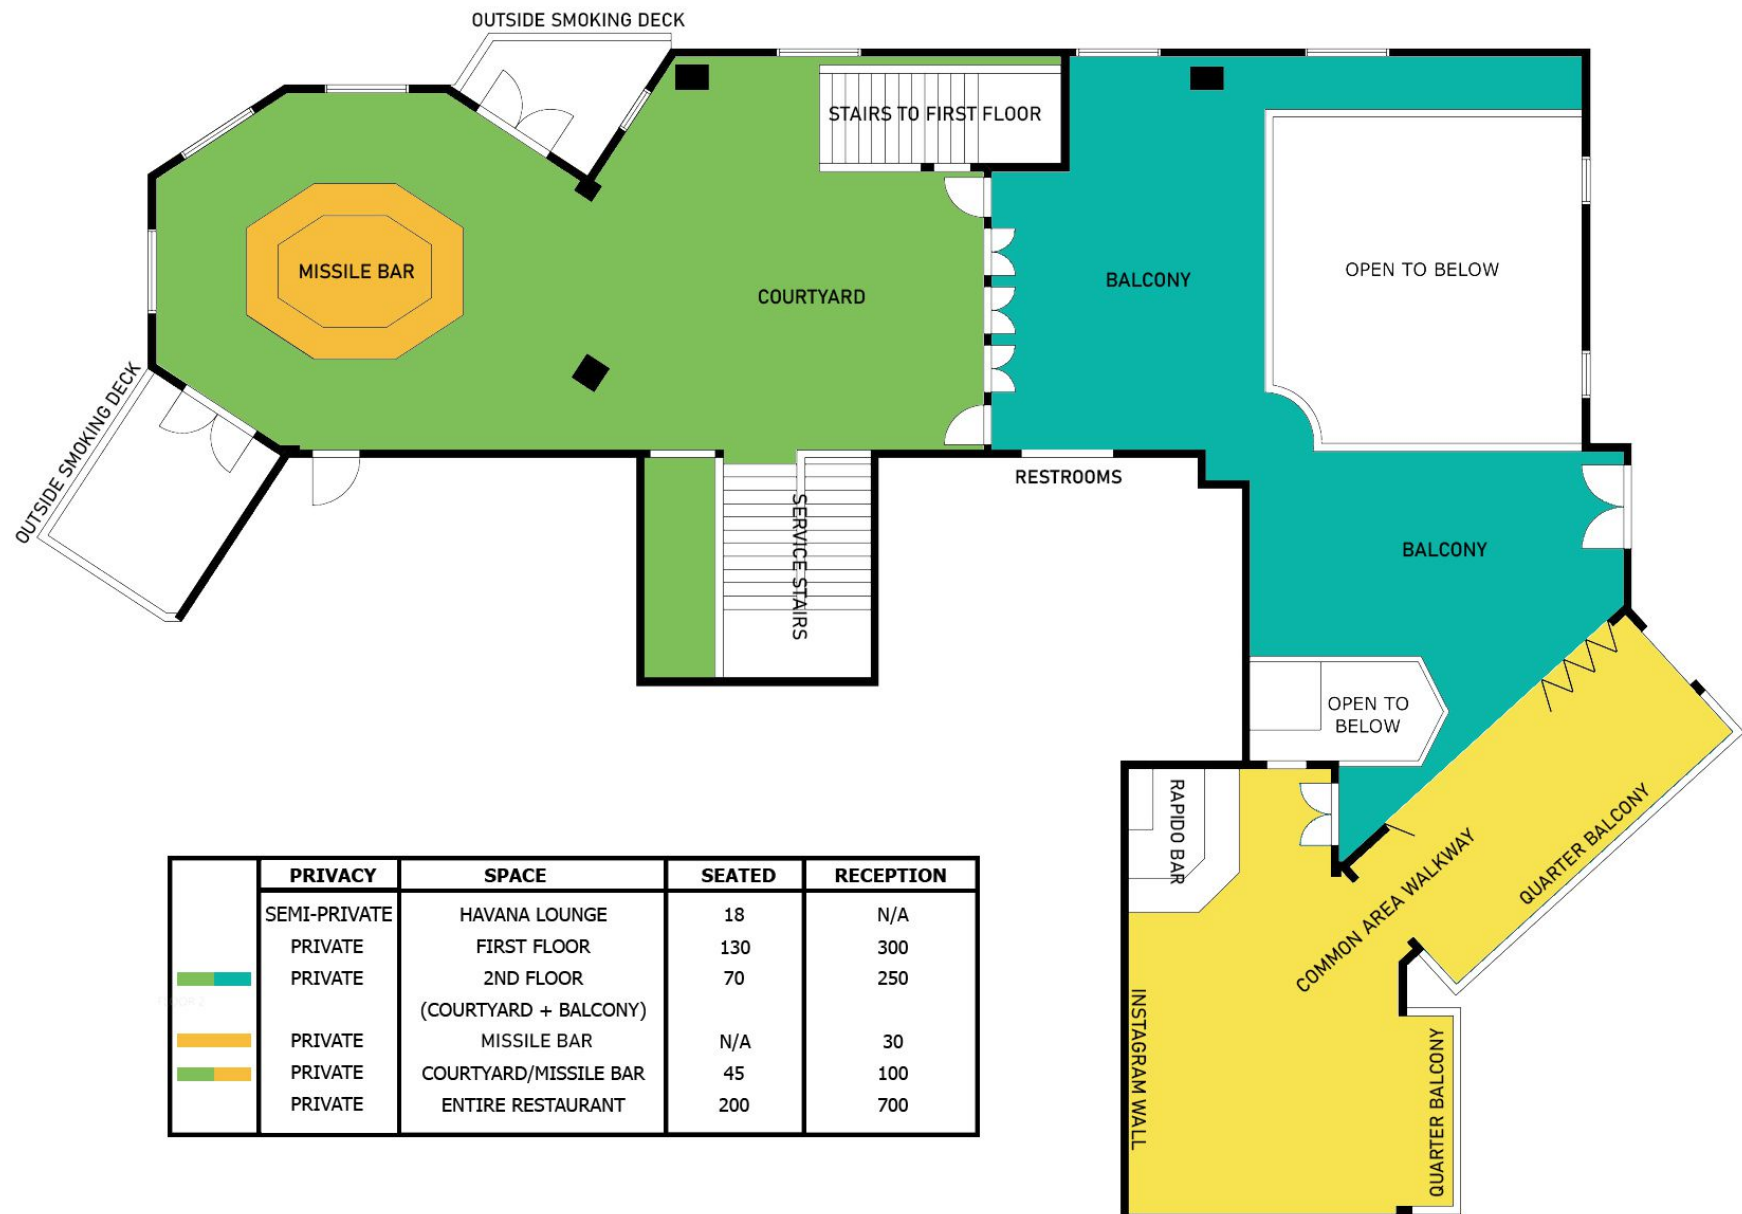 OUTSIDE SMOKING DECK
STAIRS TO FIRST FLOOR
MISSILE BAR
COURTYARD
BALCONY
OPEN TO BELOW
OUTSIDE SMOKING DECK
SERVICE STAIRS
RESTROOMS
BALCONY
OPEN TO
BELOW
RAPIDO BAR
COMMON AREA WALKWAY
QUARTER BALCONY
INSTAGRAM WALL
QUARTER BALCONY
PRIVACY SPACE SEATED RECEPTION
SEMI-PRIVATE HAVANA LOUNGE 18 N/A
PRIVATE FIRST FLOOR 130 300
PRIVATE 2ND FLOOR 70 250
(COURTYARD + BALCONY)
PRIVATE MISSILE BAR N/A 30
PRIVATE COURTYARD/MISSILE BAR 45 100
PRIVATE ENTIRE RESTAURANT 200 700